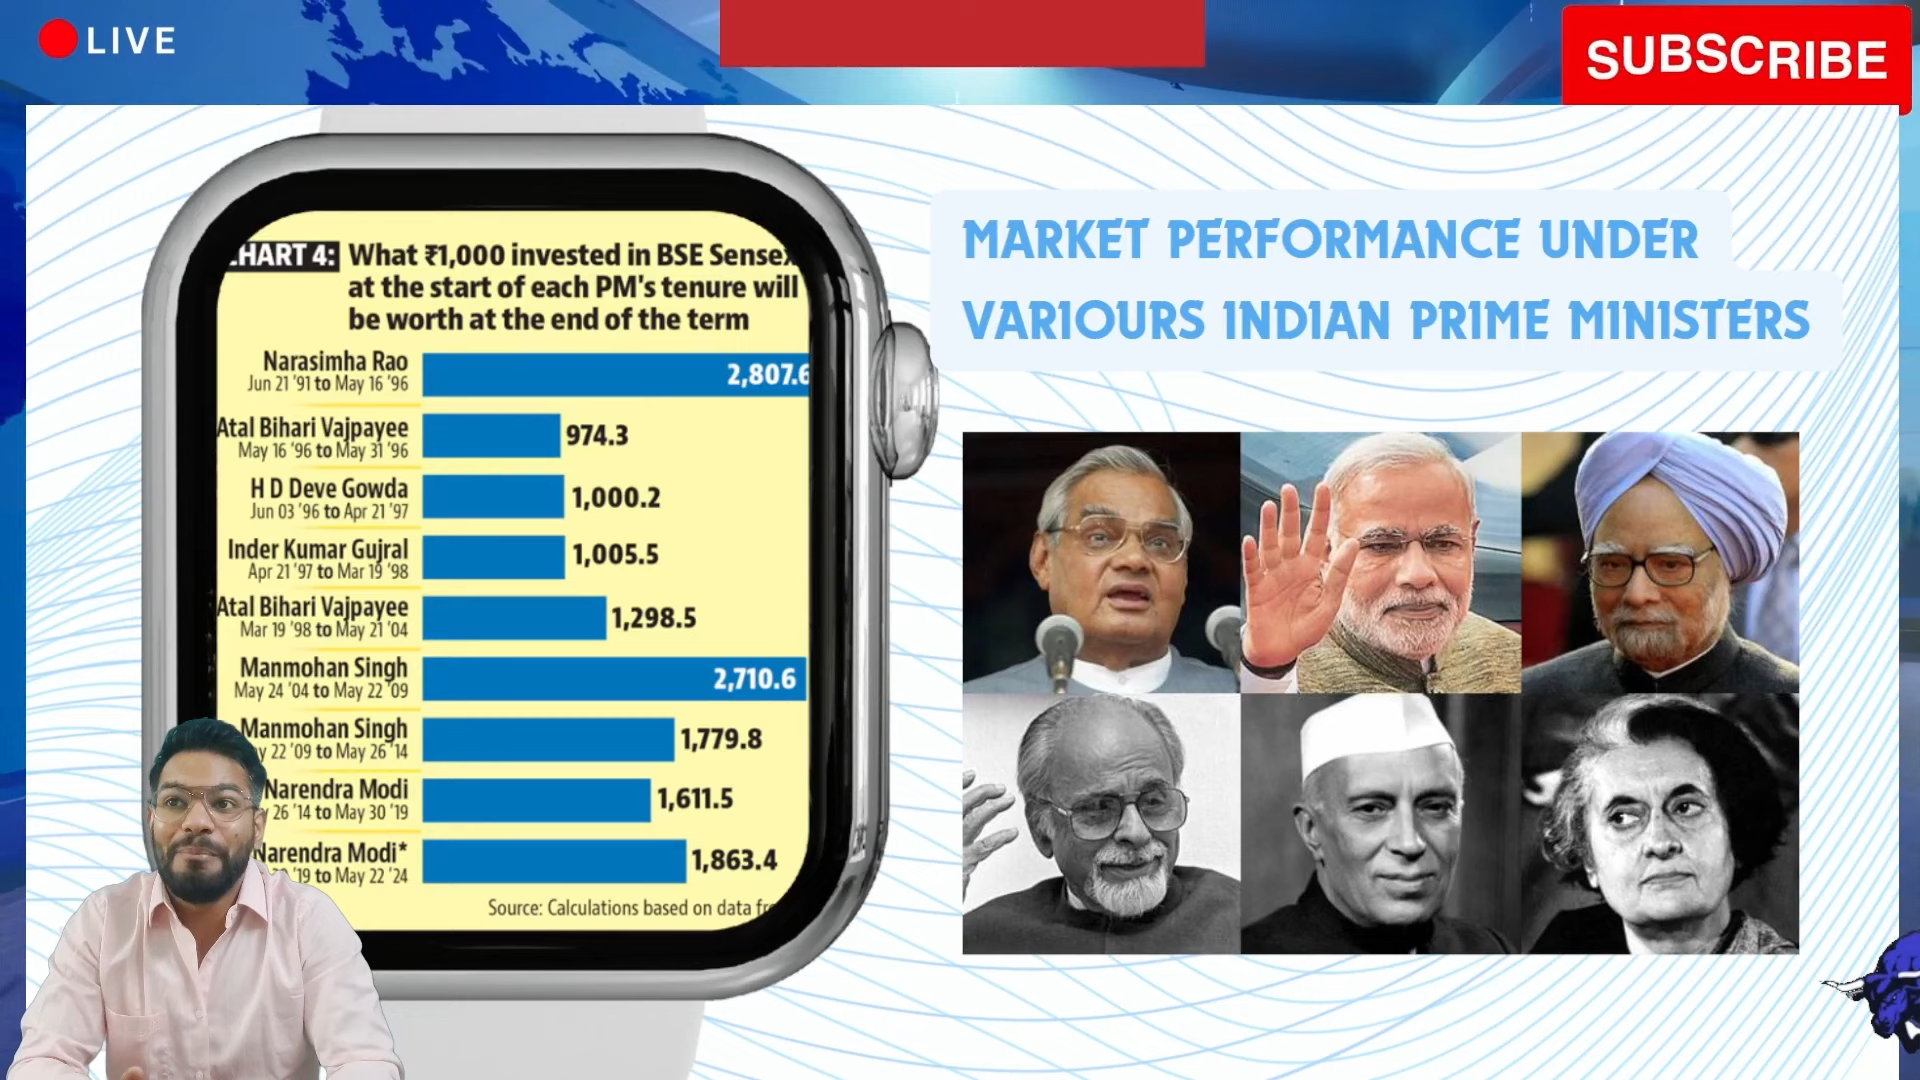 LIVE
SUBSCRIBE
CHART 4: What ₹1,000 invested in BSE Sensex
at the start of each PM's tenure will
be worth at the end of the term
Narasimha Rao
Jun 21 '91 to May 16 '96
2,807.6
Atal Bihari Vajpayee
May 16 '96 to May 31 '96
974.3
H D Deve Gowda
Jun 03 '96 to Apr 21 '97
1,000.2
Inder Kumar Gujral
Apr 21 '97 to Mar 19 '98
1,005.5
Atal Bihari Vajpayee
Mar 19 '98 to May 21 '04
1,298.5
Manmohan Singh
May 24 '04 to May 22 '09
2,710.6
Manmohan Singh
22 '09 to May 26 '14
1,779.8
Narendra Modi
26 '14 to May 30 '19
1,611.5
Narendra Modi*
'19 to May 22 '24
1,863.4
Source: Calculations based on data
MARKET PERFORMANCE UNDER
VARIOURS INDIAN PRIME MINISTERS